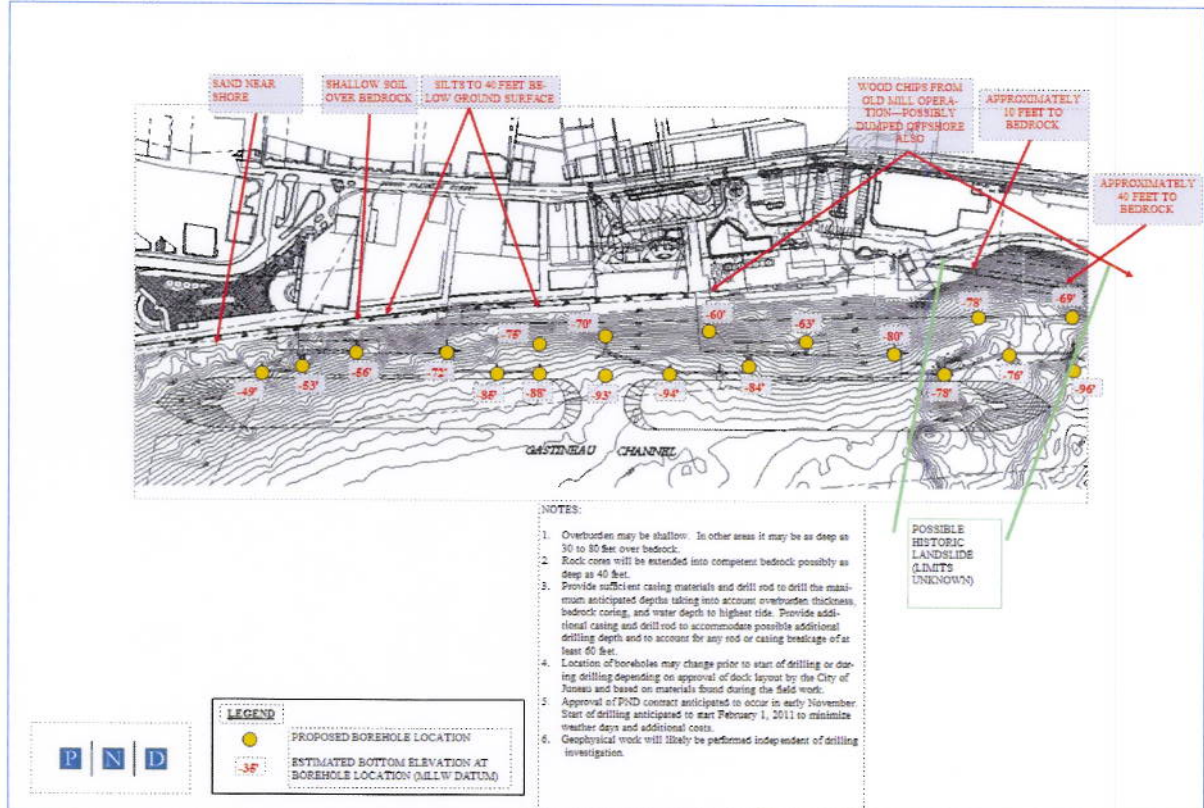 SAND NEAR
SHORE
SHALLOW SOIL
OVER BEDROCK
SILTS TO 40 FEET BE-
LOW GROUND SURFACE
WOOD CHIPS FROM
OLD MILL OPERA-
TION—POSSIBLY
DUMPED OFFSHORE
ALSO
APPROXIMATELY
10 FEET TO
BEDROCK
APPROXIMATELY
40 FEET TO
BEDROCK
-78'
-69'
-60'
-70'
-63'
-75'
-80'
-49'
-53'
-56'
-72'
-85'
-88'
-93'
-94'
-84'
-78'
-76'
-96'
GASTINEAU CHANNEL
POSSIBLE
HISTORIC
LANDSLIDE
(LIMITS
UNKNOWN)
NOTES:
1. Overburden may be shallow. In other areas it may be as deep as
30 to 80 feet over bedrock.
2. Rock cores will be extended into competent bedrock possibly as
deep as 40 feet.
3. Provide sufficient casing materials and drill rod to drill the maxi-
mum anticipated depths taking into account overburden thickness,
bedrock coring, and water depth to highest tide. Provide addi-
tional casing and drill rod to accommodate possible additional
drilling depth and to account for any rod or casing breakage of at
least 60 feet.
4. Location of boreholes may change prior to start of drilling or dur-
ing drilling depending on approval of dock layout by the City of
Juneau and based on materials found during the field work.
5. Approval of PND contract anticipated to occur in early November.
Start of drilling anticipated to start February 1, 2011 to minimize
weather days and additional costs.
6. Geophysical work will likely be performed independent of drilling
investigation.
LEGEND
PROPOSED BOREHOLE LOCATION
-35'
ESTIMATED BOTTOM ELEVATION AT
BOREHOLE LOCATION (MLLW DATUM)
P N D